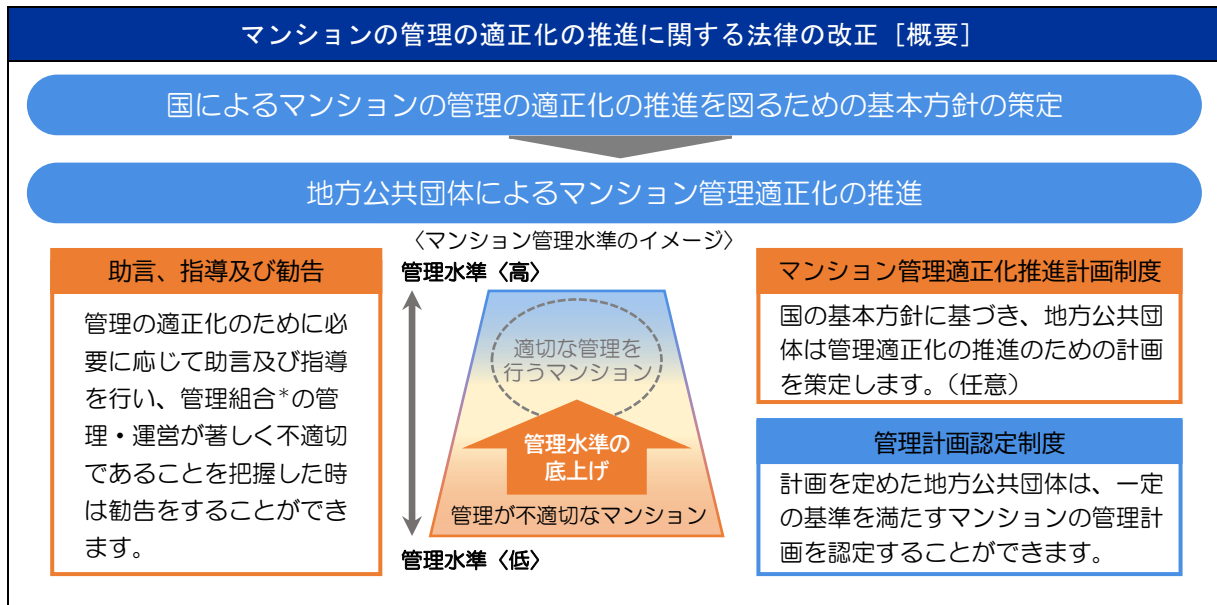 マンションの管理の適正化の推進に関する法律の改正［概要］
国によるマンションの管理の適正化の推進を図るための基本方針の策定
地方公共団体によるマンション管理適正化の推進
助言、指導及び勧告
管理の適正化のために必
要に応じて助言及び指導
を行い、管理組合*の管
理・運営が著しく不適切
であることを把握した時
は勧告をすることができ
ます。
〈マンション管理水準のイメージ〉
管理水準〈高〉
適切な管理を
行うマンション
管理水準の
底上げ
管理が不適切なマンション
管理水準〈低〉
マンション管理適正化推進計画制度
国の基本方針に基づき、地方公共団
体は管理適正化の推進のための計画
を策定します。（任意）
管理計画認定制度
計画を定めた地方公共団体は、一定
の基準を満たすマンションの管理計
画を認定することができます。